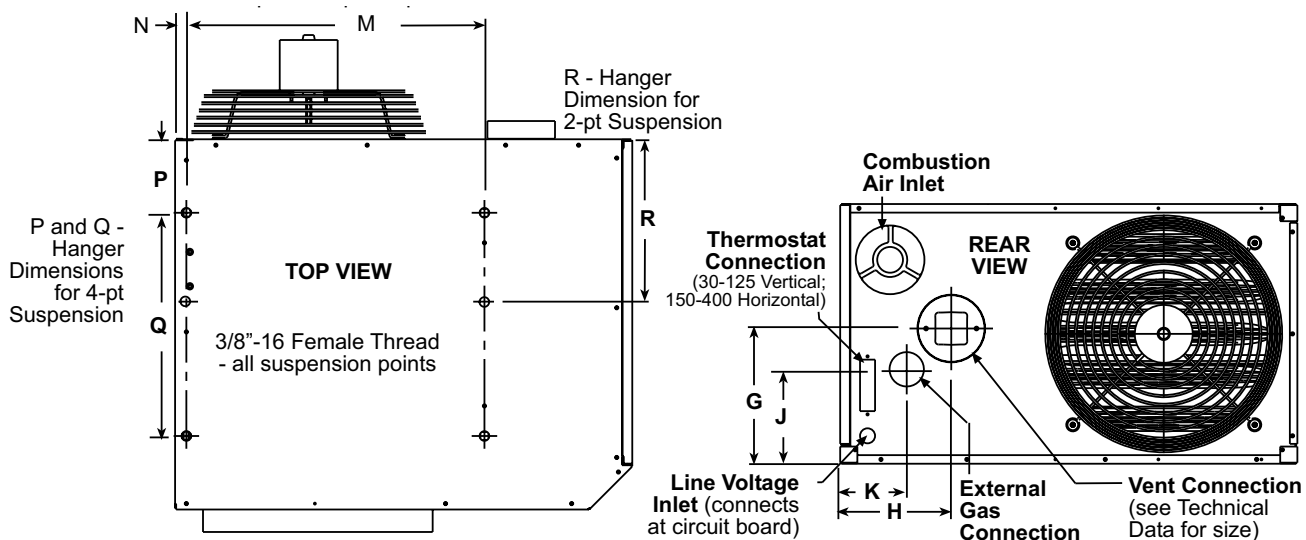 N
M
R - Hanger
Dimension for
2-pt Suspension
P
R
P and Q -
Hanger
Dimensions
for 4-pt
Suspension
TOP VIEW
Q
3/8”-16 Female Thread
- all suspension points
Combustion
Air Inlet
Thermostat
Connection
(30-125 Vertical;
150-400 Horizontal)
REAR
VIEW
G
J
Line Voltage
Inlet (connects
at circuit board)
K
H
External
Gas
Connection
Vent Connection
(see Technical
Data for size)